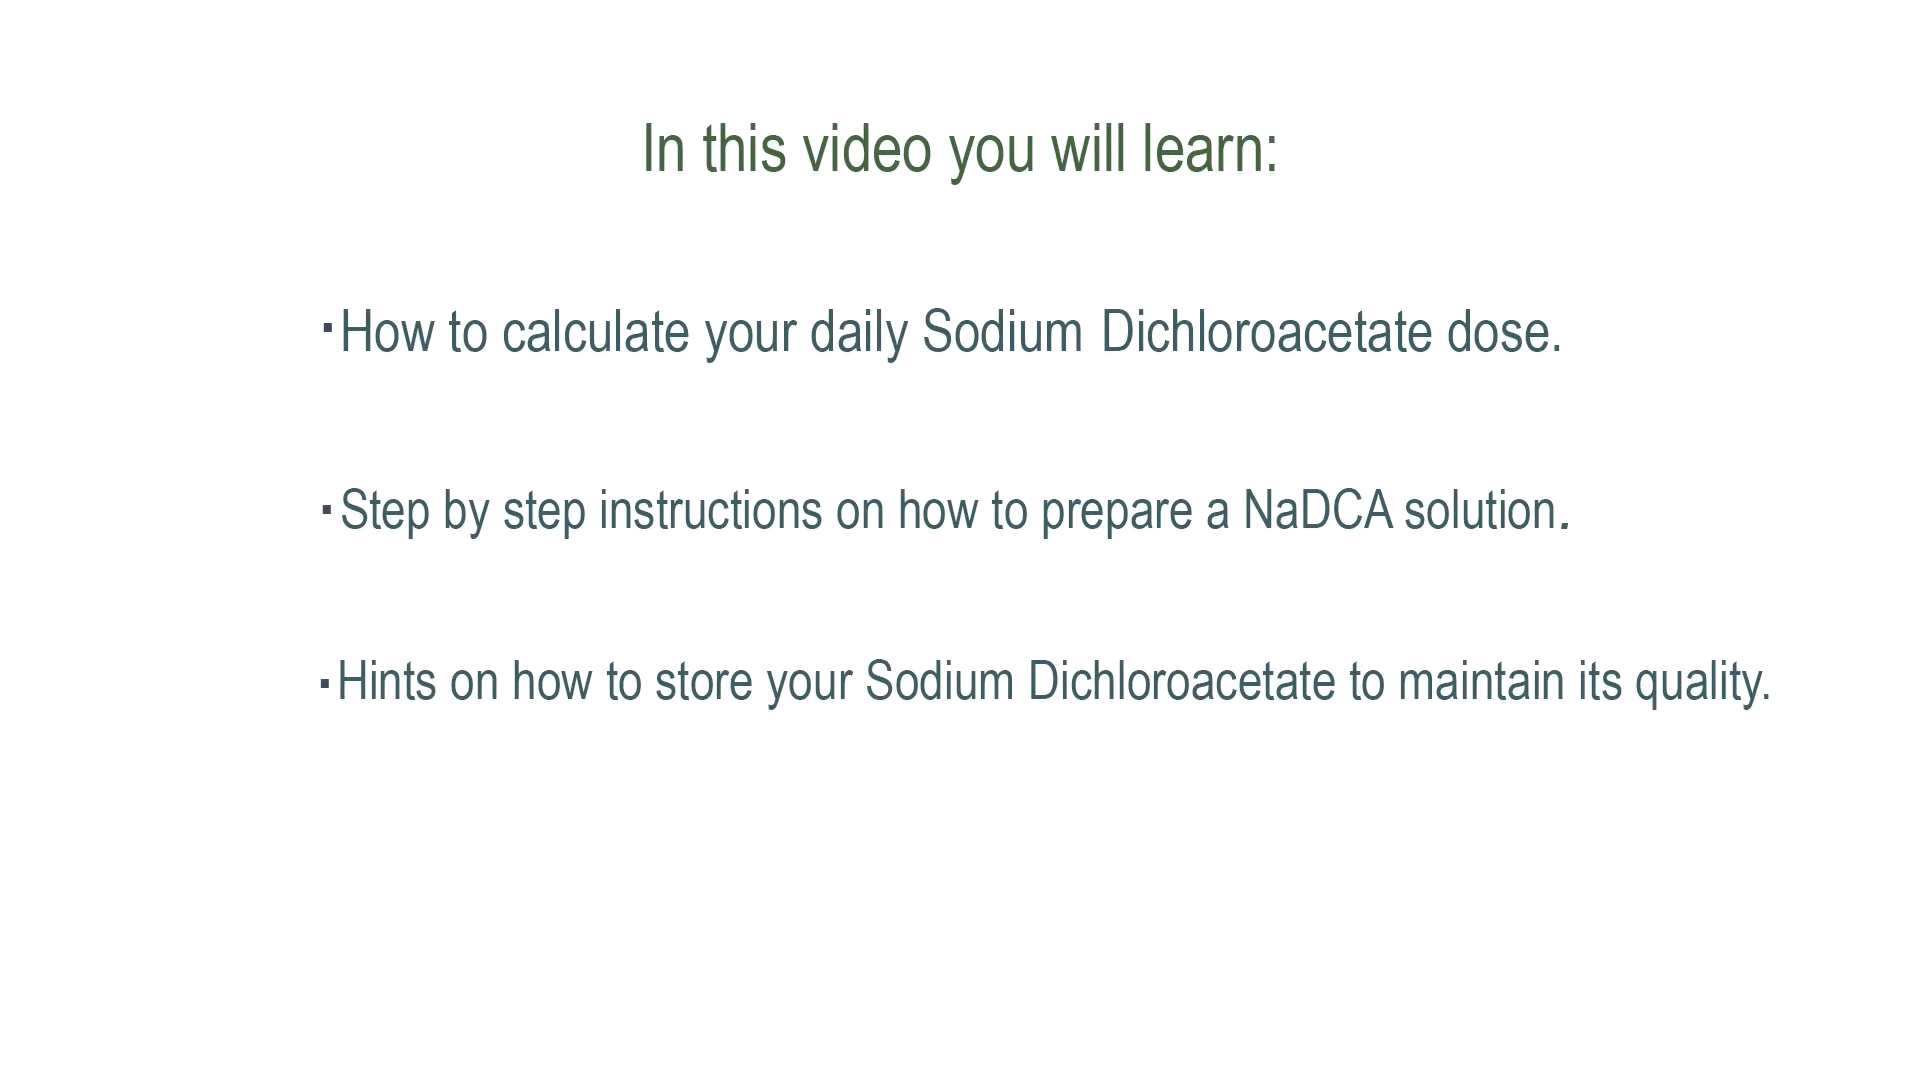 In this video you will learn:
▪How to calculate your daily Sodium Dichloroacetate dose.
▪Step by step instructions on how to prepare a NaDCA solution.
▪Hints on how to store your Sodium Dichloroacetate to maintain its quality.